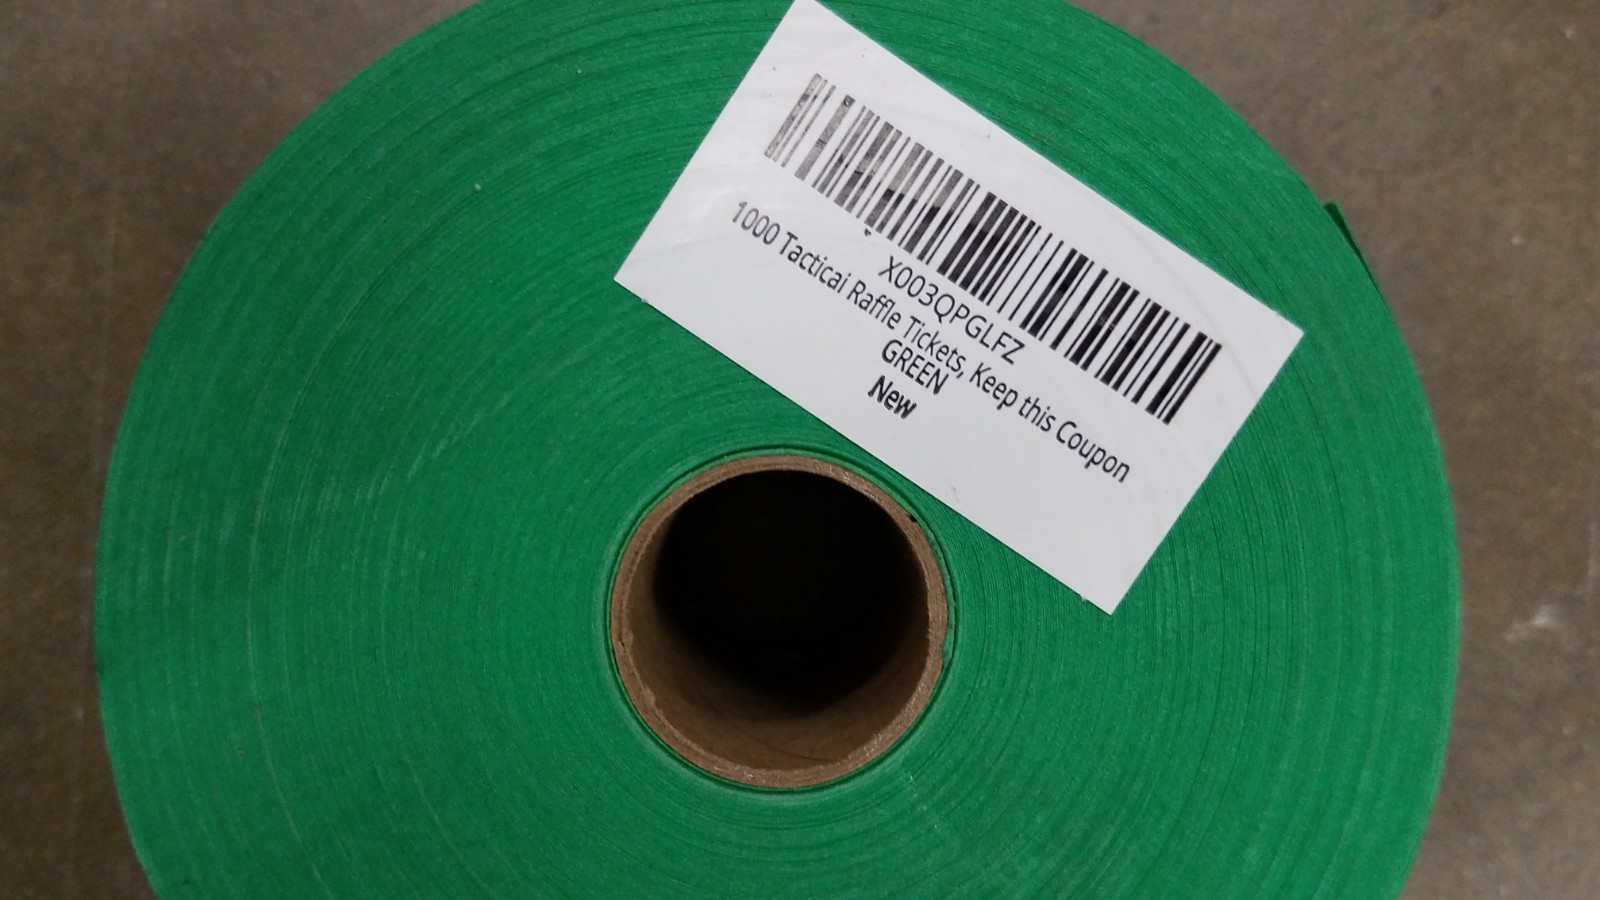 X003QPGLFZ
1000 Tacticai Raffle Tickets, Keep this Coupon
GREEN
New